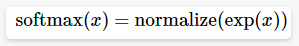 softmax(x) = normalize(exp(x))